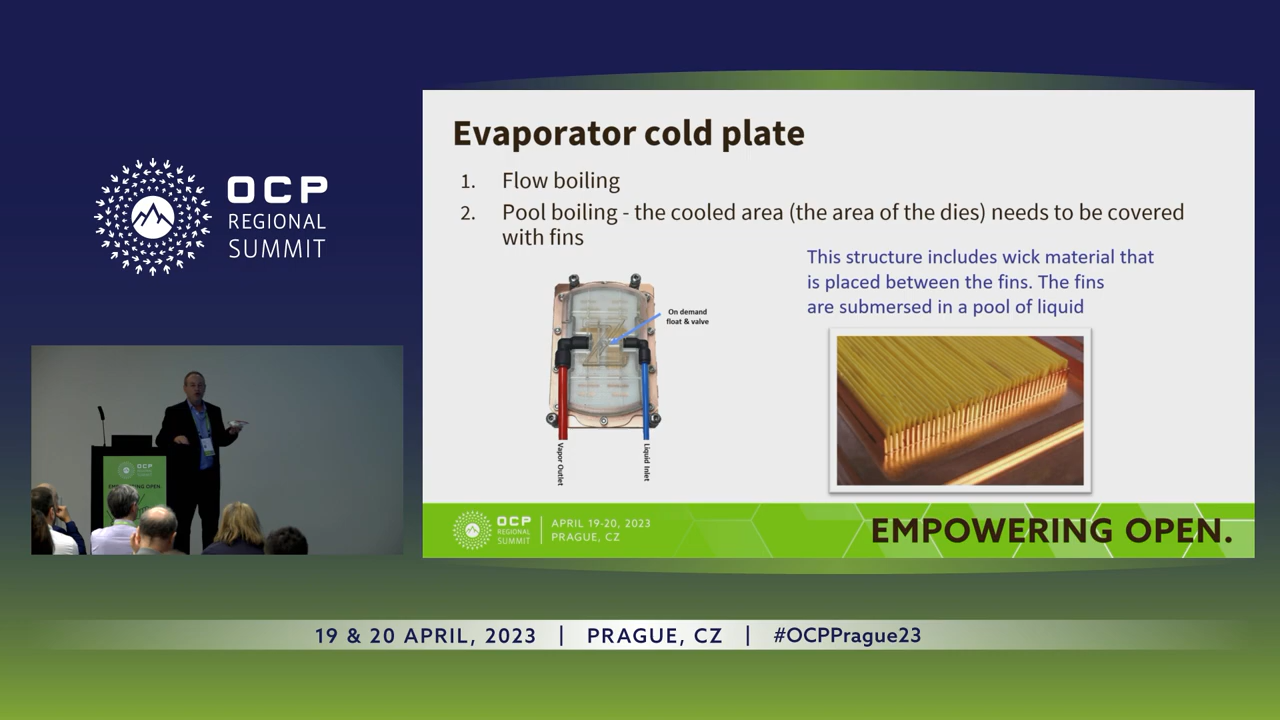 OCP
REGIONAL
SUMMIT
Evaporator cold plate
1. Flow boiling
2. Pool boiling - the cooled area (the area of the dies) needs to be covered
with fins
This structure includes wick material that
is placed between the fins. The fins
are submersed in a pool of liquid
On demand
float & valve
Vapor Outlet
Liquid Inlet
OCP
EMPOWERING OPEN.
OCP
REGIONAL
SUMMIT
APRIL 19-20, 2023
PRAGUE, CZ
EMPOWERING OPEN.
19 & 20 APRIL, 2023 | PRAGUE, CZ | #OCPPrague23